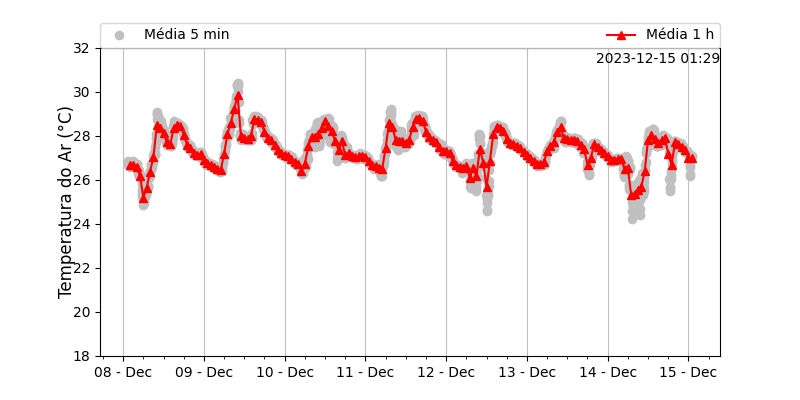 Média 5 min
Média 1 h
2023-12-15 01:29
Temperatura do Ar (°C)
32
30
28
26
24
22
20
18
08 - Dec
09 - Dec
10 - Dec
11 - Dec
12 - Dec
13 - Dec
14 - Dec
15 - Dec